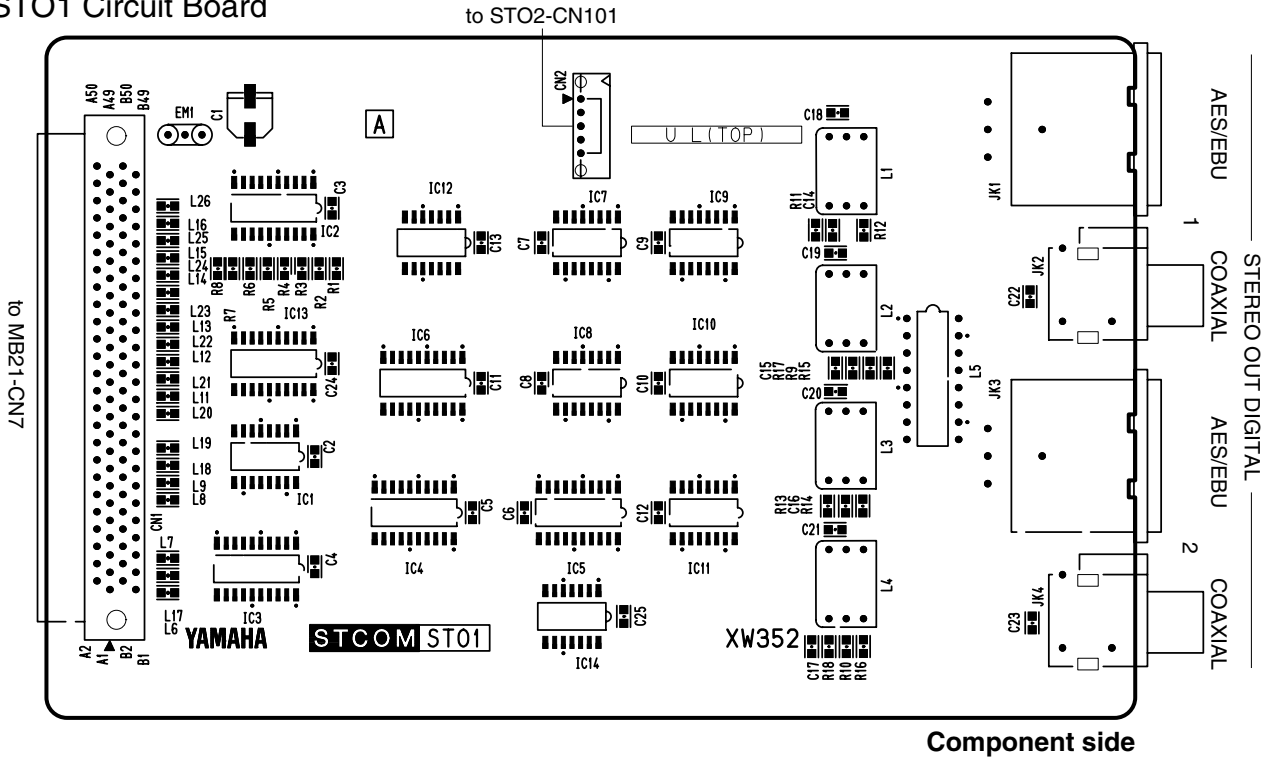 STO1 Circuit Board
to STO2-CN101
A50
A49
B50
B49
EM1
C1
A
CN2
U L(TOP)
C18
L1
JK1
AES/EBU
L26
L16
L25
L15
L24
L14
L23
L13
L22
L12
L21
L11
L20
L19
L18
L9
L8
CN1
L7
L17
L6
C3
IC2
R8
R6
R5
R4
R3
R2
R1
R7
IC13
C24
C2
IC1
C4
IC3
IC12
C13
IC7
C7
IC9
C9
IC6
C11
IC8
C8
IC10
C10
C5
IC4
C6
IC5
C12
IC11
C25
IC14
R11
C14
R12
C19
L2
C15
R17
R9
R15
C20
L3
L5
R13
C16
R14
C21
L4
C17
R18
R10
R16
1
JK2
C22
COAXIAL
JK3
AES/EBU
2
JK4
C23
COAXIAL
STEREO OUT DIGITAL
to MB21-CN7
A2
A1
B2
B1
YAMAHA
STCOM ST01
XW352
Component side